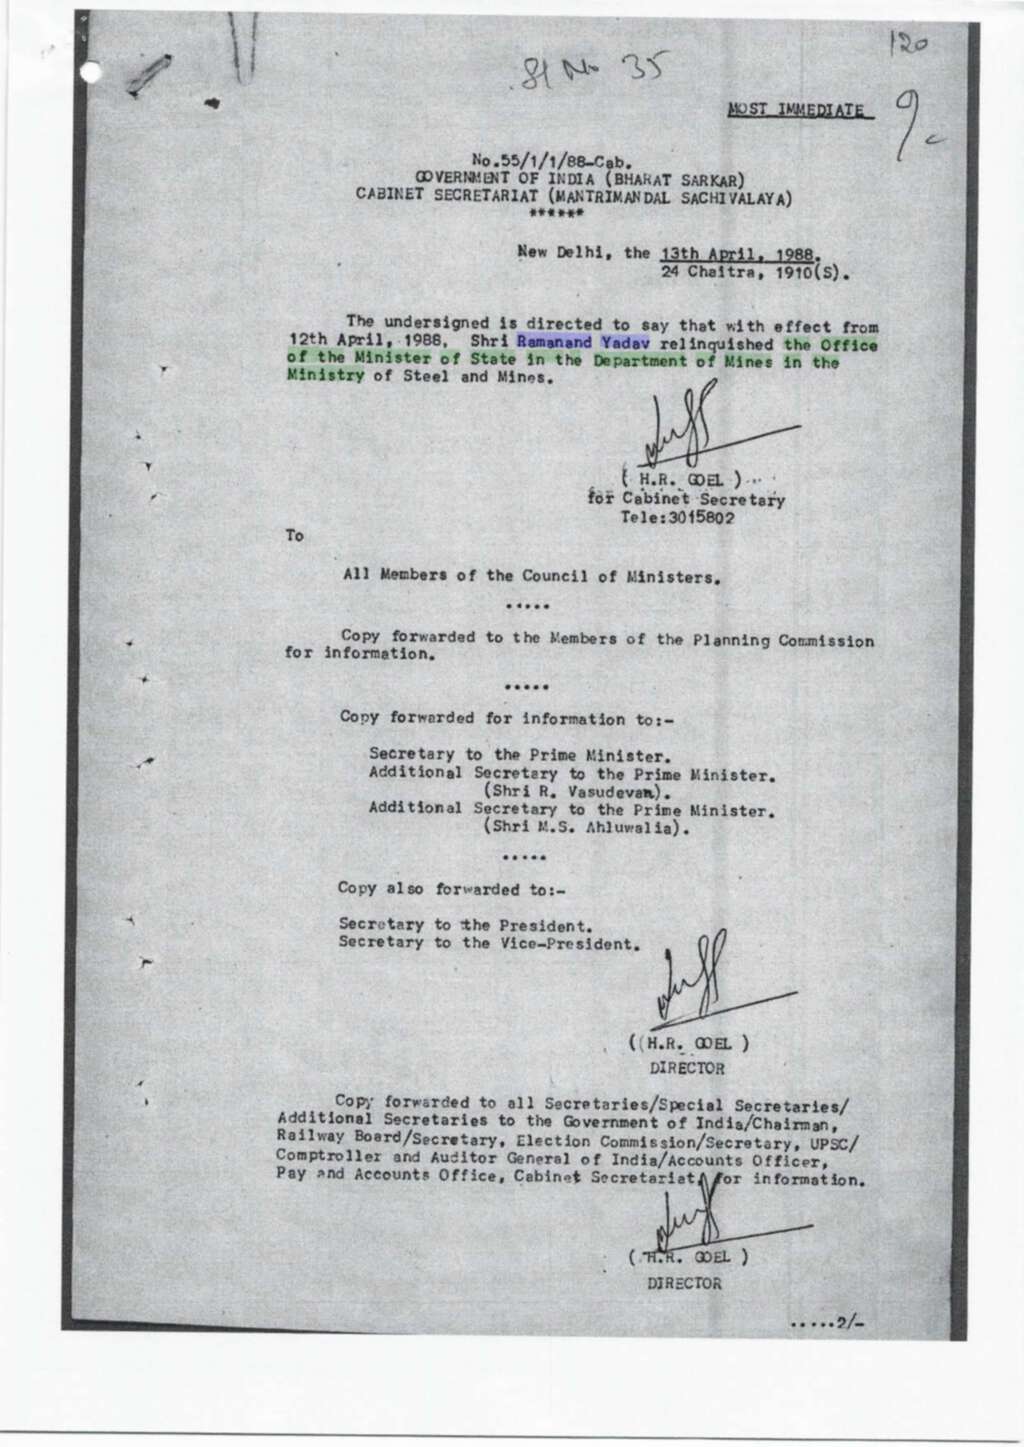 120
Sl No 35
MOST IMMEDIATE
No.55/1/1/88-Cab.
GOVERNMENT OF INDIA (BHARAT SARKAR)
CABINET SECRETARIAT (MANTRIMANDAL SACHIVALAYA)
******
New Delhi, the 13th April, 1988.
24 Chaitra, 1910(S).
The undersigned is directed to say that with effect from
12th April, 1988, Shri Ramanand Yadav relinquished the Office
of the Minister of State in the Department of Mines in the
Ministry of Steel and Mines.
( H.R. GOEL )
for Cabinet Secretary
Tele:3015802
To
All Members of the Council of Ministers.
.....
Copy forwarded to the Members of the Planning Commission
for information.
.....
Copy forwarded for information to:-
Secretary to the Prime Minister.
Additional Secretary to the Prime Minister.
(Shri R. Vasudevan).
Additional Secretary to the Prime Minister.
(Shri M.S. Ahluwalia).
.....
Copy also forwarded to:-
Secretary to the President.
Secretary to the Vice-President.
((H.R. GOEL )
DIRECTOR
Copy forwarded to all Secretaries/Special Secretaries/
Additional Secretaries to the Government of India/Chairman,
Railway Board/Secretary, Election Commission/Secretary, UPSC/
Comptroller and Auditor General of India/Accounts Officer,
Pay and Accounts Office, Cabinet Secretariat, for information.
( H.R. GOEL )
DIRECTOR
.....2/-